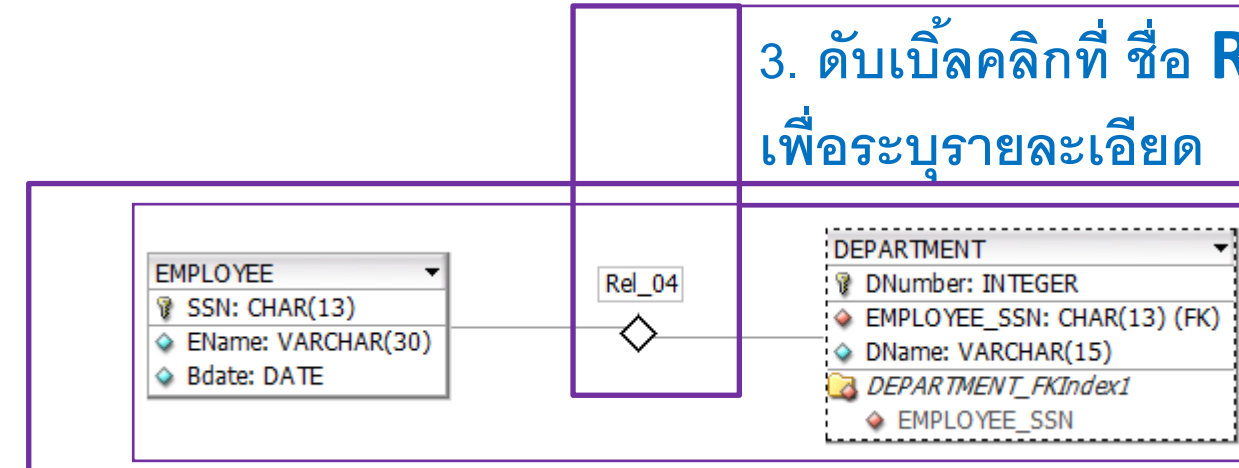 3. ดับเบิ้ลคลิกที่ ชื่อ R
เพื่อระบุรายละเอียด
EMPLOYEE
SSN: CHAR(13)
EName: VARCHAR(30)
Bdate: DATE
Rel_04
DEPARTMENT
DNumber: INTEGER
EMPLOYEE_SSN: CHAR(13) (FK)
DName: VARCHAR(15)
DEPARTMENT_FKIndex1
EMPLOYEE_SSN